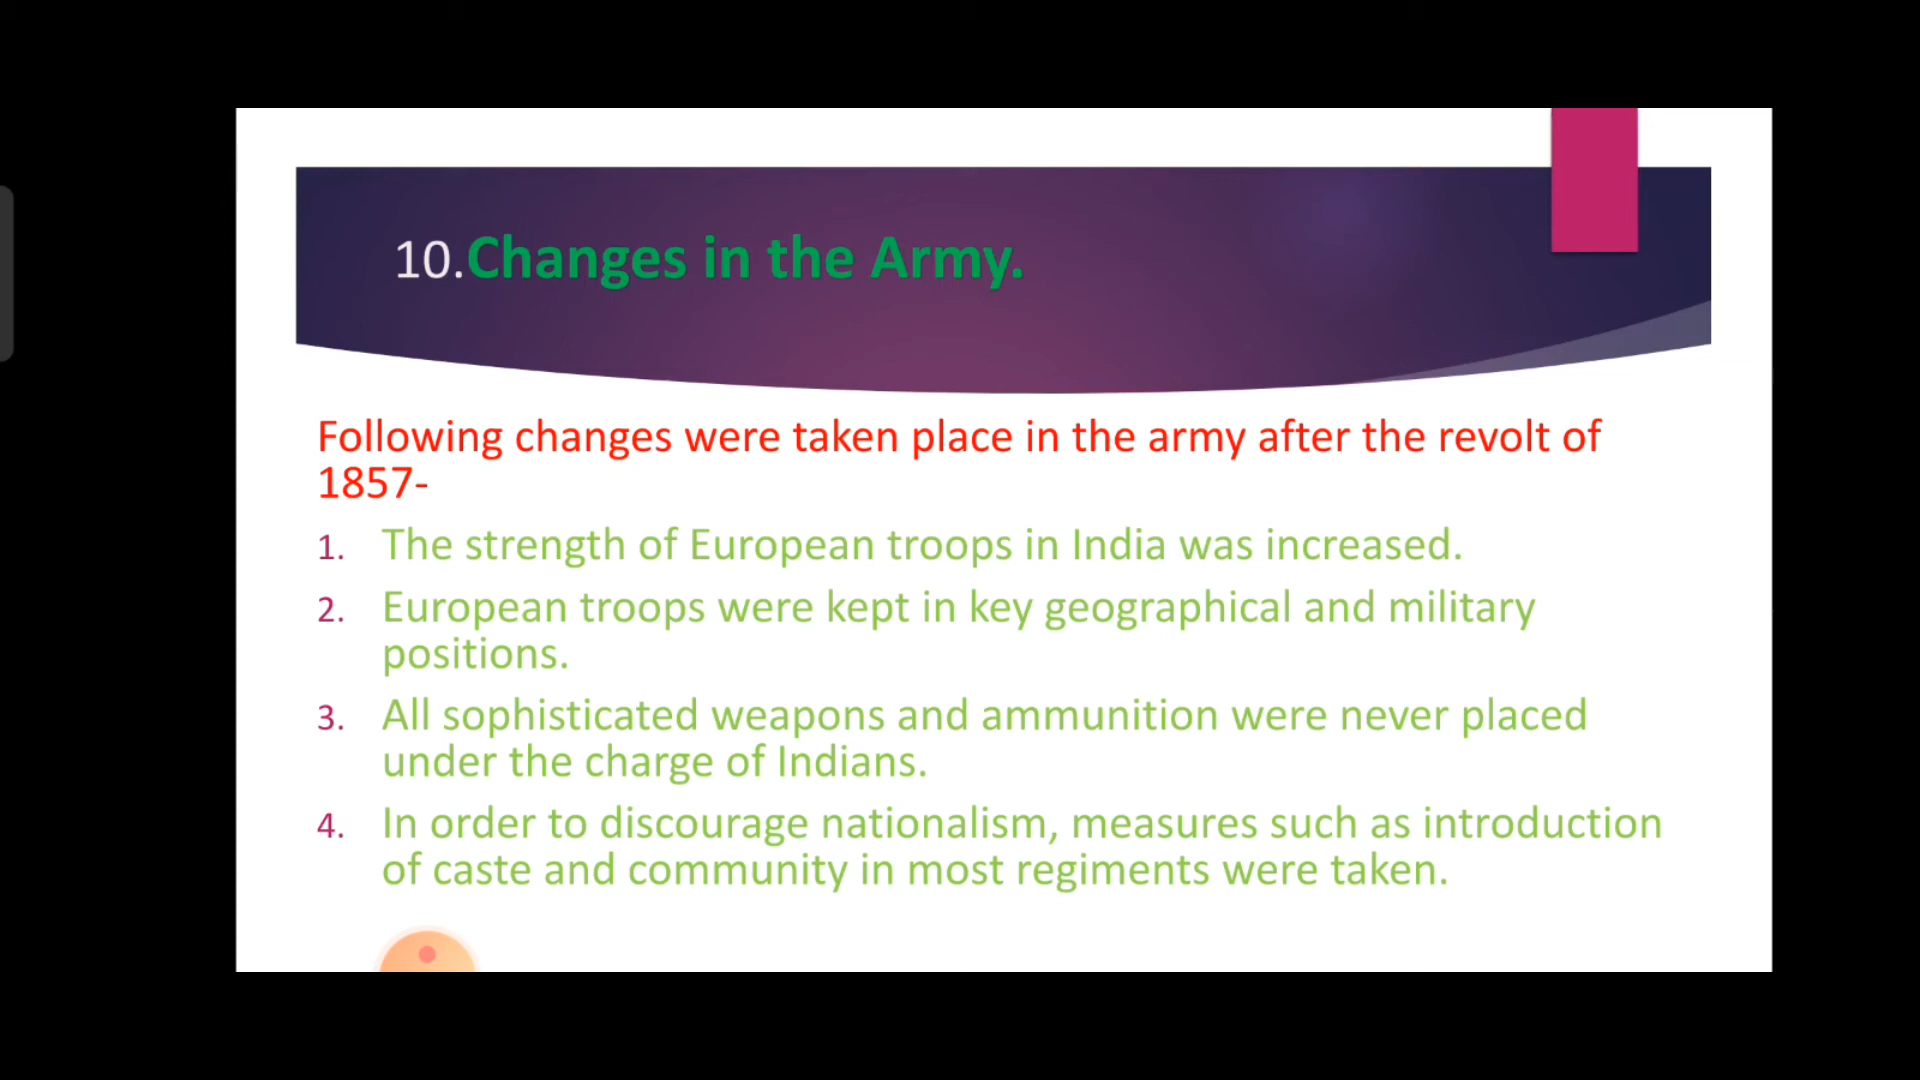 10.Changes in the Army.
Following changes were taken place in the army after the revolt of
1857-
1. The strength of European troops in India was increased.
2. European troops were kept in key geographical and military
positions.
3. All sophisticated weapons and ammunition were never placed
under the charge of Indians.
4. In order to discourage nationalism, measures such as introduction
of caste and community in most regiments were taken.